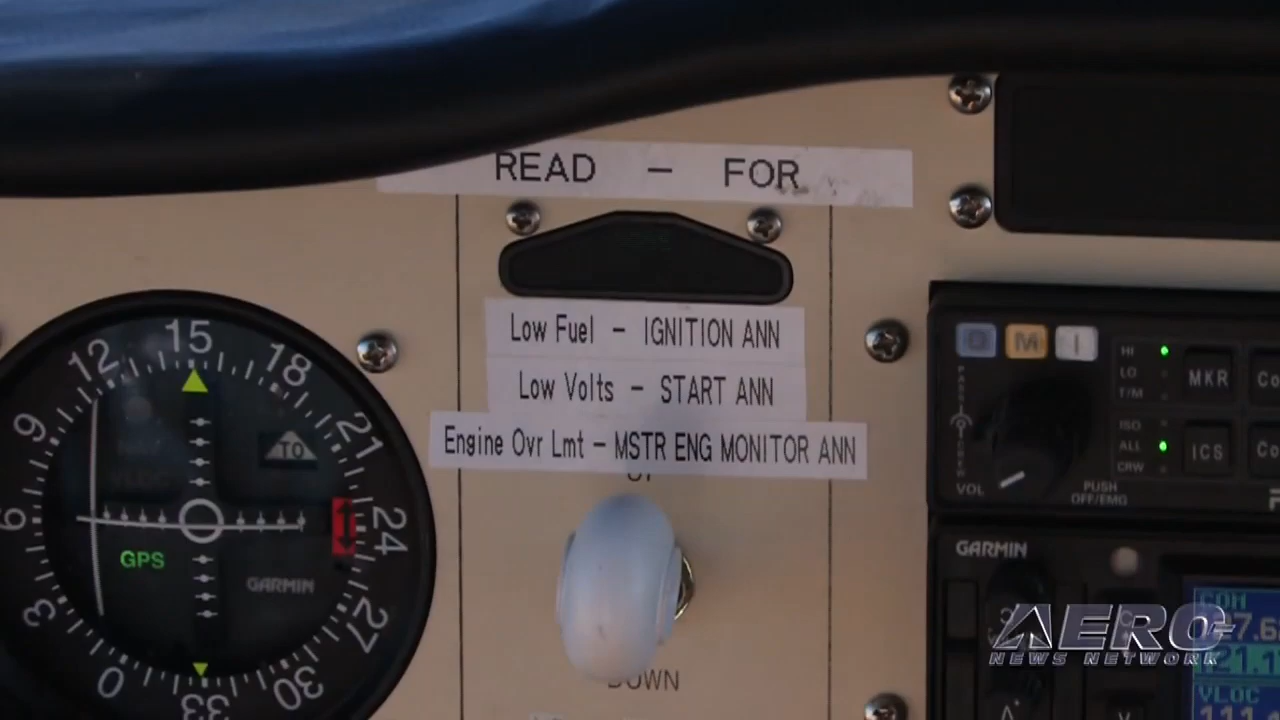 READ - FOR
Low Fuel - IGNITION ANN
Low Volts - START ANN
Engine Ovr Lmt - MSTR ENG MONITOR ANN
DOWN
12 15 18 21 24 27 30 33 0 3 6 9
TO
GPS
GARMIN
M
HI
LO
T/M
MKR
ISO
ALL
CRW
ICS
VOL
PUSH
OFF/EMG
GARMIN
COM
VLOC
AERO
NEWS NETWORK